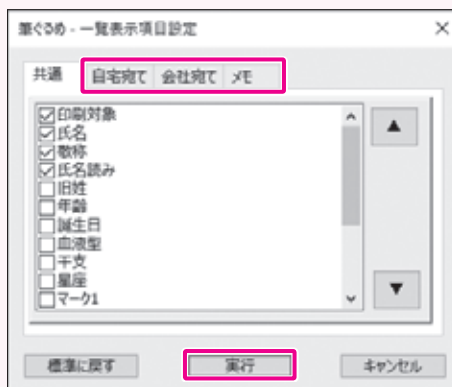 筆ぐるめ - 一覧表示項目設定
共通 自宅宛て 会社宛て メモ
印刷対象
氏名
敬称
氏名読み
旧姓
年齢
誕生日
血液型
干支
星座
マーク1
標準に戻す 実行 キャンセル